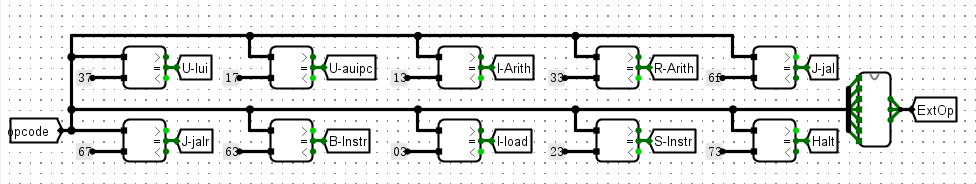 37 > = < U-lui 17 > = < U-auipc 13 > = < I-Arith 33 > = < R-Arith 6f > = < J-jal
opcode ExtOp
67 > = < J-jalr 63 > = < B-Instr 03 > = < I-load 23 > = < S-Instr 73 > = < Halt